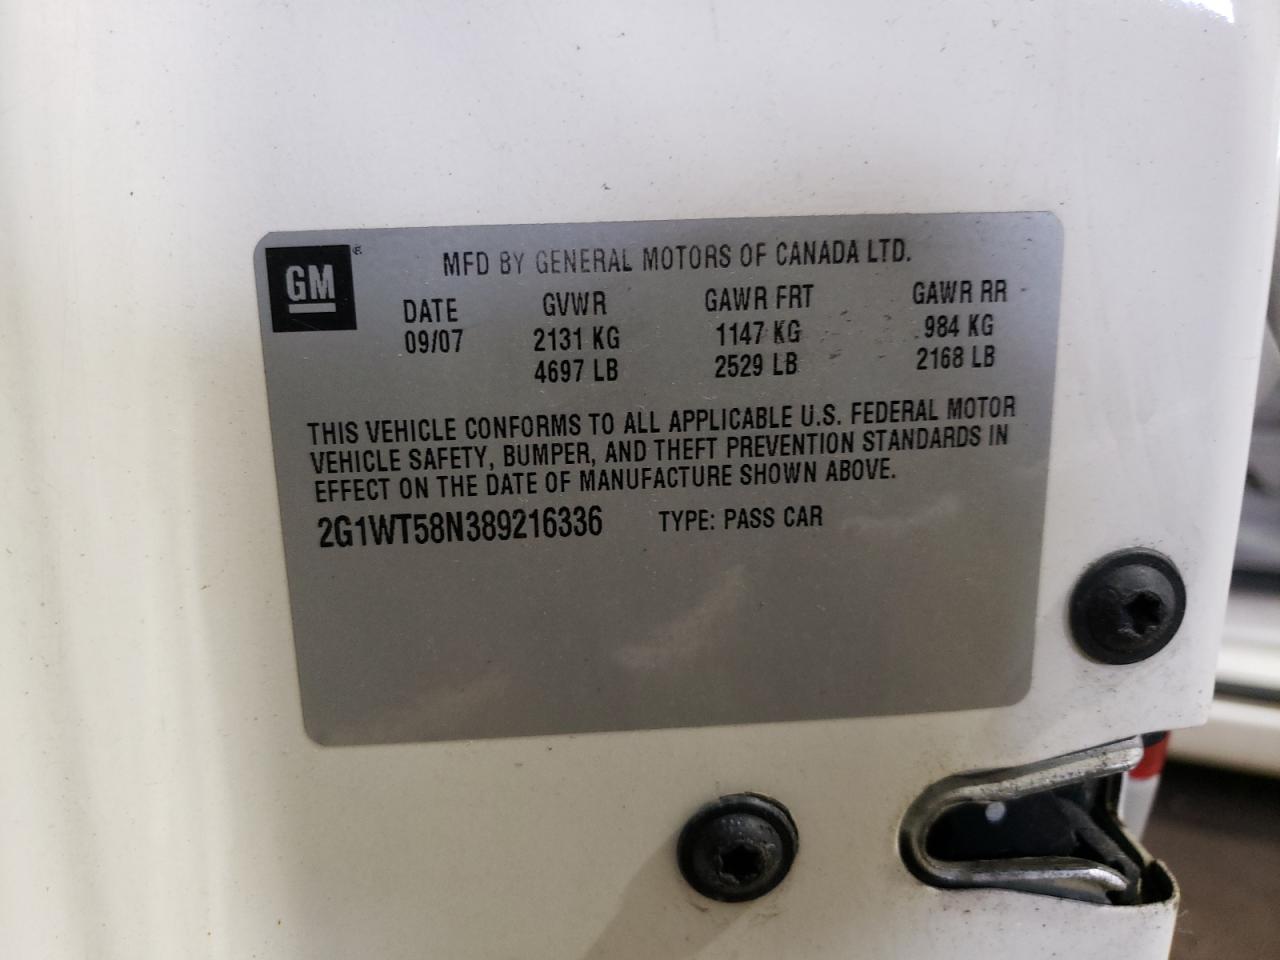 GM ®
MFD BY GENERAL MOTORS OF CANADA LTD.
DATE GVWR GAWR FRT GAWR RR
09/07 2131 KG 1147 KG 984 KG
4697 LB 2529 LB 2168 LB
THIS VEHICLE CONFORMS TO ALL APPLICABLE U.S. FEDERAL MOTOR
VEHICLE SAFETY, BUMPER, AND THEFT PREVENTION STANDARDS IN
EFFECT ON THE DATE OF MANUFACTURE SHOWN ABOVE.
2G1WT58N389216336 TYPE: PASS CAR